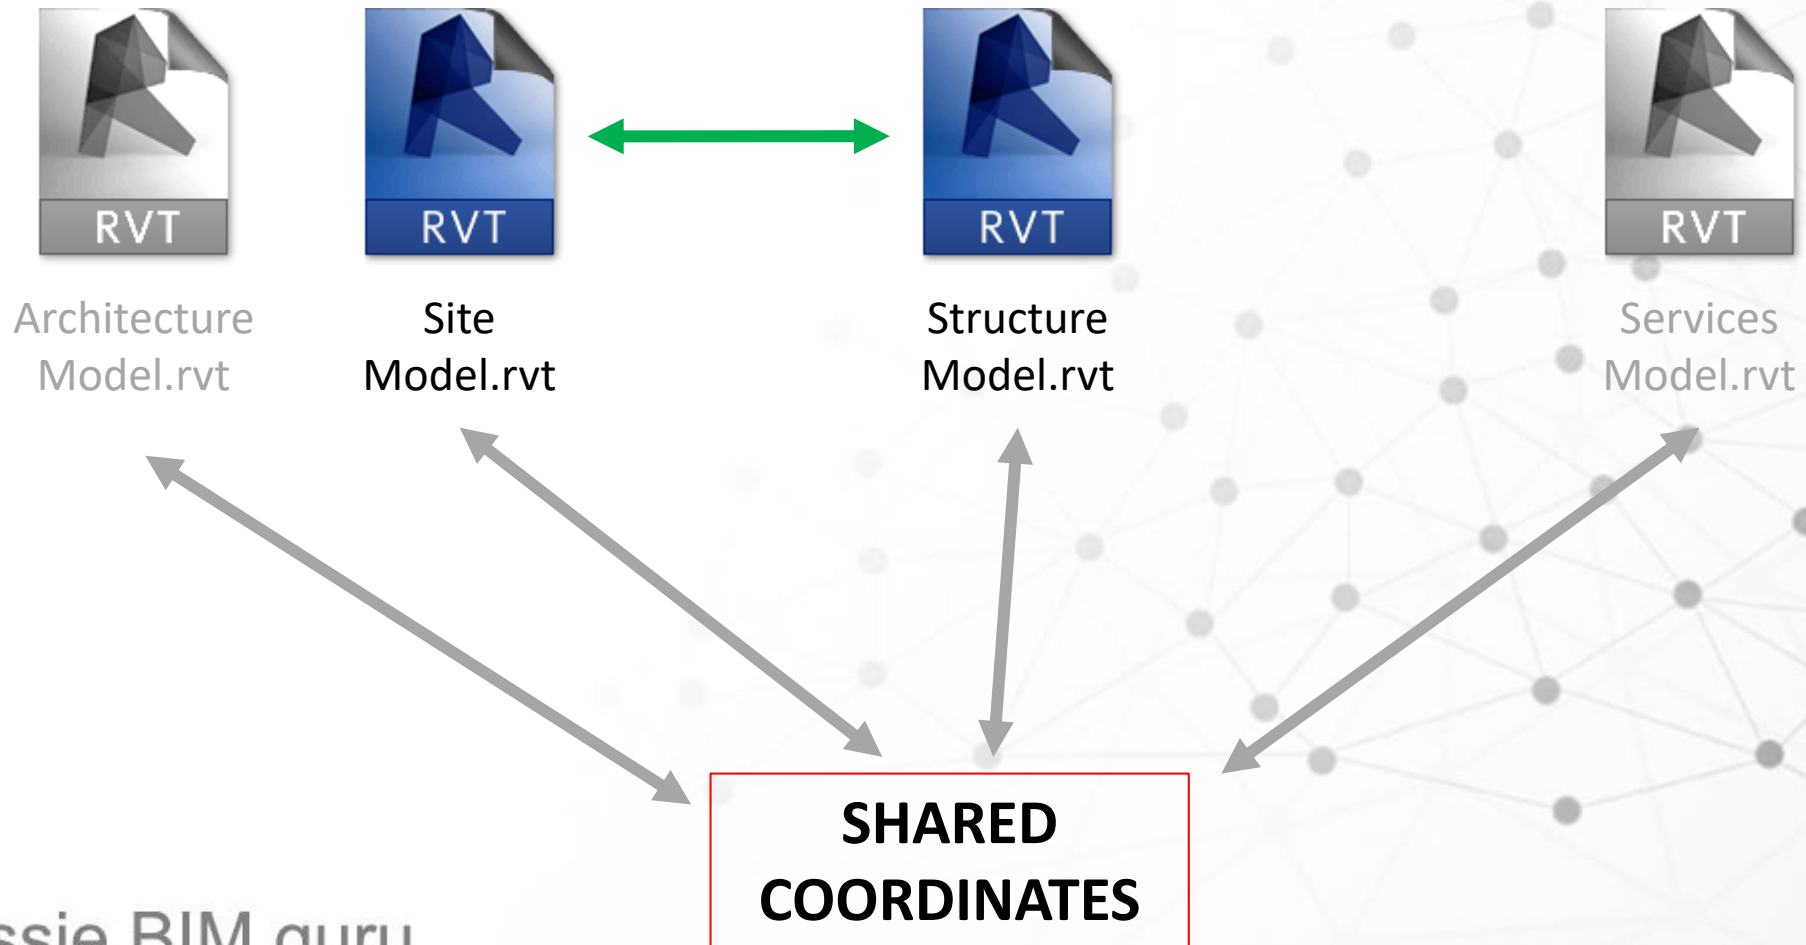 RVT
RVT
RVT
RVT
Architecture
Model.rvt
Site
Model.rvt
Structure
Model.rvt
Services
Model.rvt
SHARED
COORDINATES
BIM guru